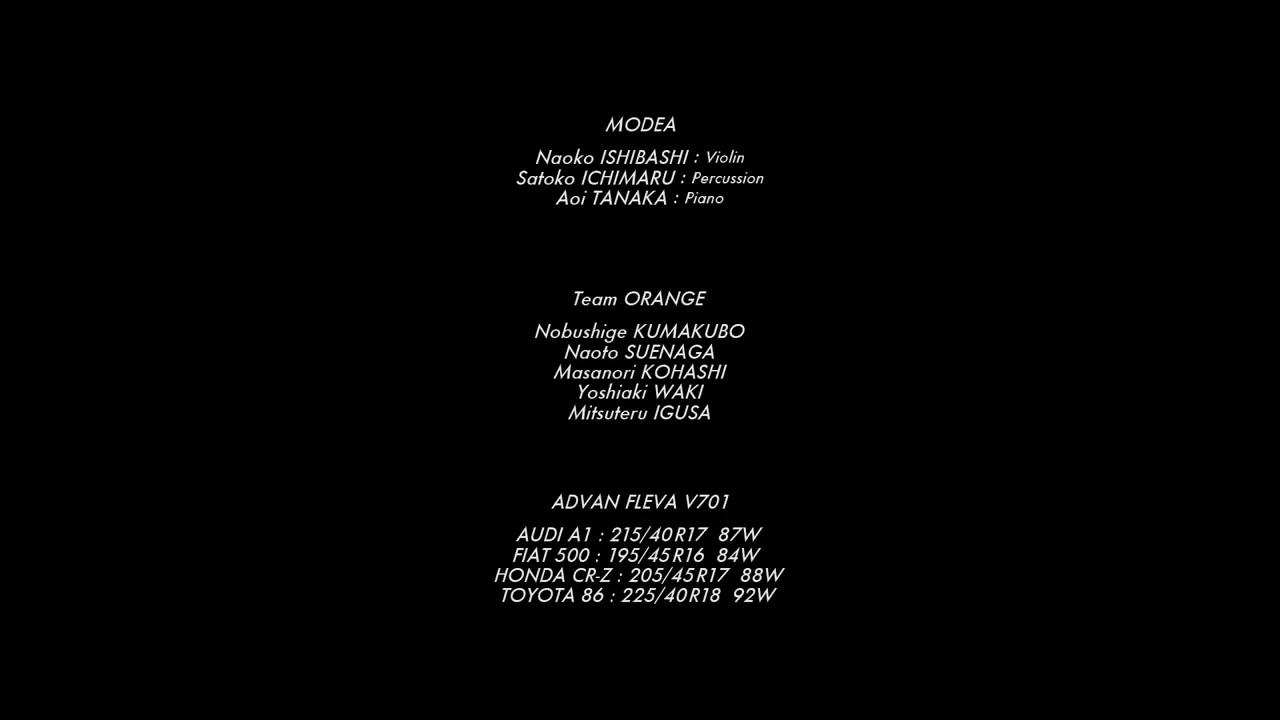 MODEA
Naoko ISHIBASHI : Violin
Satoko ICHIMARU : Percussion
Aoi TANAKA : Piano
Team ORANGE
Nobushige KUMAKUBO
Naoto SUENAGA
Masanori KOHASHI
Yoshiaki WAKI
Mitsuteru IGUSA
ADVAN FLEVA V701
AUDI A1 : 215/40R17 87W
FIAT 500 : 195/45R16 84W
HONDA CR-Z : 205/45R17 88W
TOYOTA 86 : 225/40R18 92W